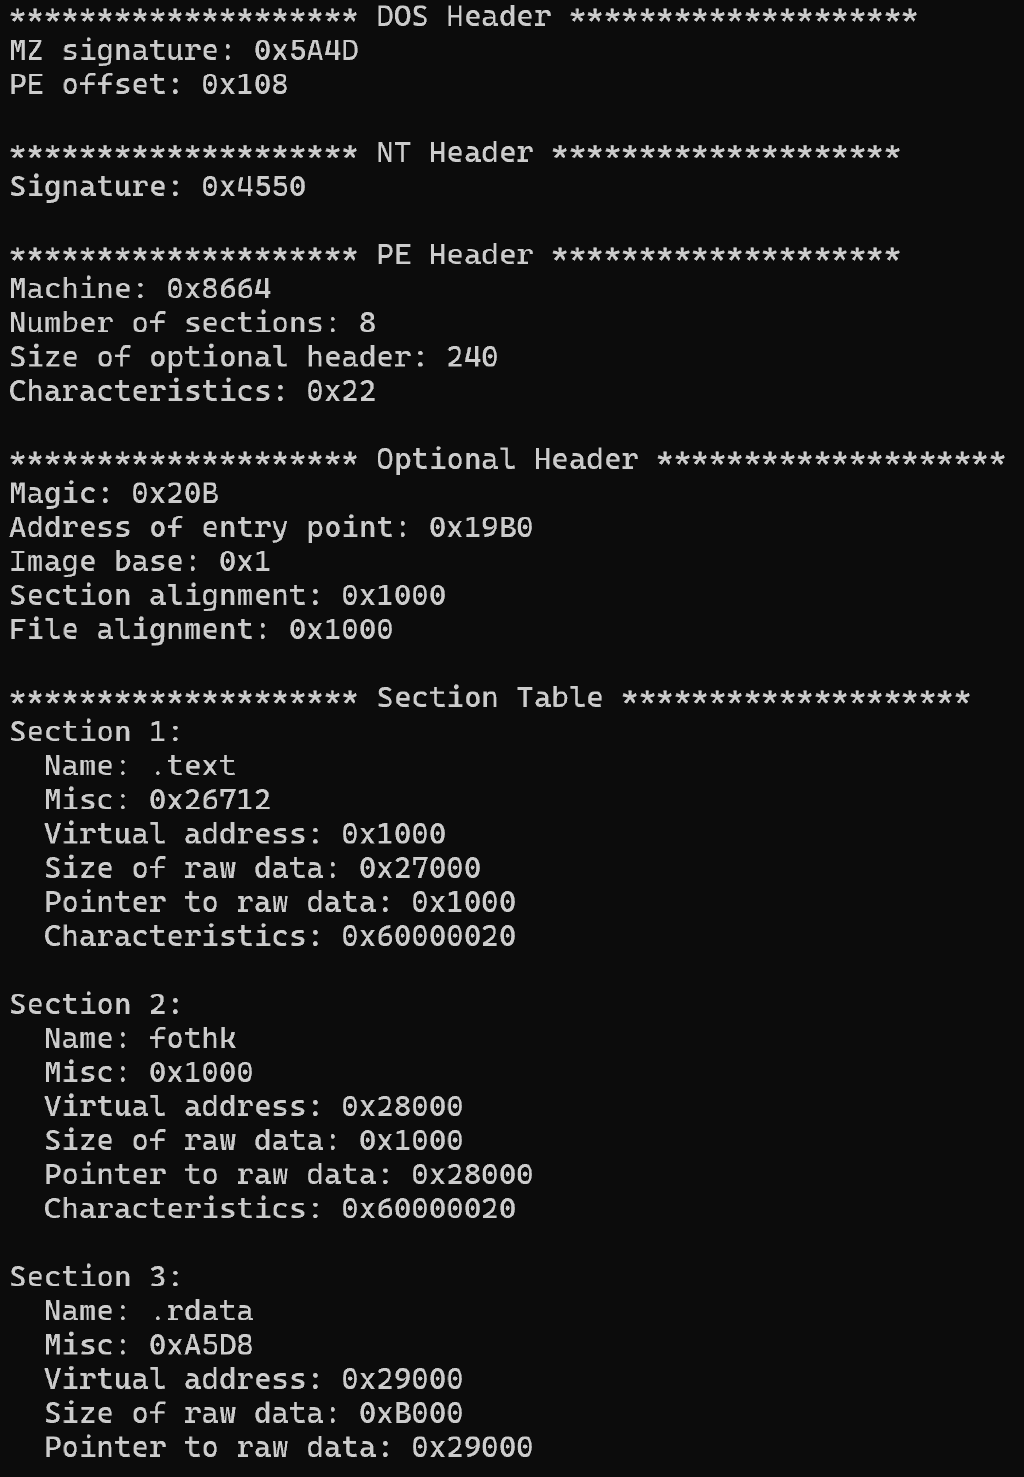 ******************** DOS Header ********************
MZ signature: 0x5A4D
PE offset: 0x108
******************** NT Header ********************
Signature: 0x4550
******************** PE Header ********************
Machine: 0x8664
Number of sections: 8
Size of optional header: 240
Characteristics: 0x22
******************** Optional Header ********************
Magic: 0x20B
Address of entry point: 0x19B0
Image base: 0x1
Section alignment: 0x1000
File alignment: 0x1000
******************** Section Table ********************
Section 1:
  Name: .text
  Misc: 0x26712
  Virtual address: 0x1000
  Size of raw data: 0x27000
  Pointer to raw data: 0x1000
  Characteristics: 0x60000020
Section 2:
  Name: fothk
  Misc: 0x1000
  Virtual address: 0x28000
  Size of raw data: 0x1000
  Pointer to raw data: 0x28000
  Characteristics: 0x60000020
Section 3:
  Name: .rdata
  Misc: 0xA5D8
  Virtual address: 0x29000
  Size of raw data: 0xB000
  Pointer to raw data: 0x29000